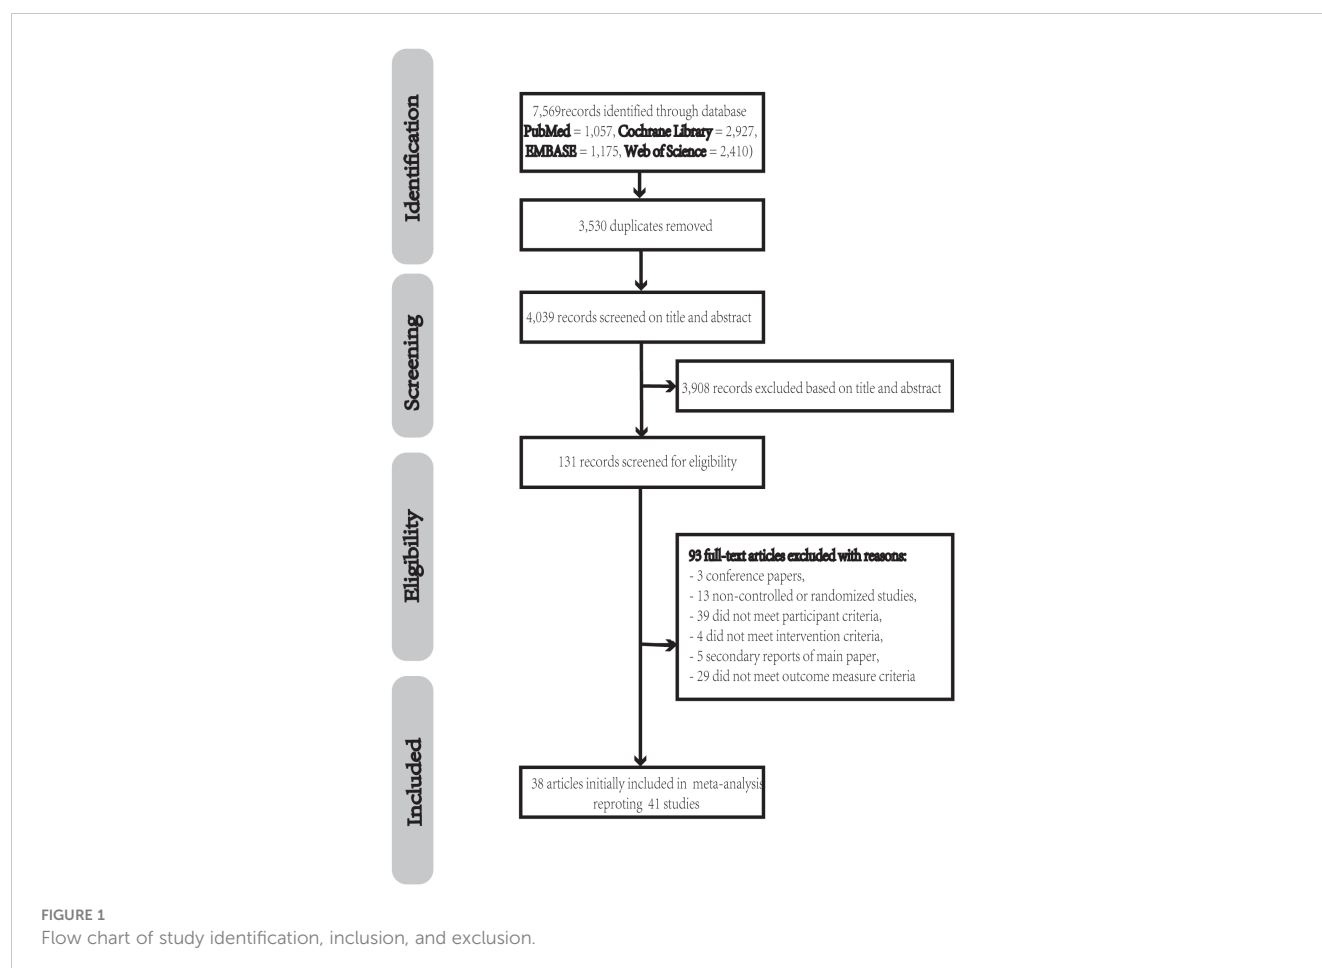 Identification
7,569records identified through database
PubMed = 1,057, Cochrane Library = 2,927,
EMBASE = 1,175, Web of Science = 2,410)
3,530 duplicates removed
Screening
4,039 records screened on title and abstract
3,908 records excluded based on title and abstract
Eligibility
131 records screened for eligibility
93 full-text articles excluded with reasons:
- 3 conference papers,
- 13 non-controlled or randomized studies,
- 39 did not meet participant criteria,
- 4 did not meet intervention criteria,
- 5 secondary reports of main paper,
- 29 did not meet outcome measure criteria
Included
38 articles initially included in meta-analysis
reproting 41 studies
FIGURE 1
Flow chart of study identification, inclusion, and exclusion.